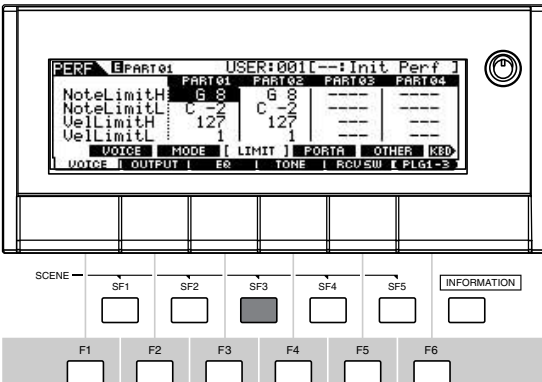 PERF E PART01 USER:001[--:Init Perf ]
PART01 PART02 PART03 PART04
NoteLimitH G 8 G 8 ---- ----
NoteLimitL C -2 C -2 ---- ----
VelLimitH 127 127 --- ---
VelLimitL 1 1 --- ---
VOICE MODE [ LIMIT ] PORTA OTHER KBD
VOICE OUTPUT EQ TONE RCV SW PLG1-3
SCENE SF1 SF2 SF3 SF4 SF5 INFORMATION
F1 F2 F3 F4 F5 F6